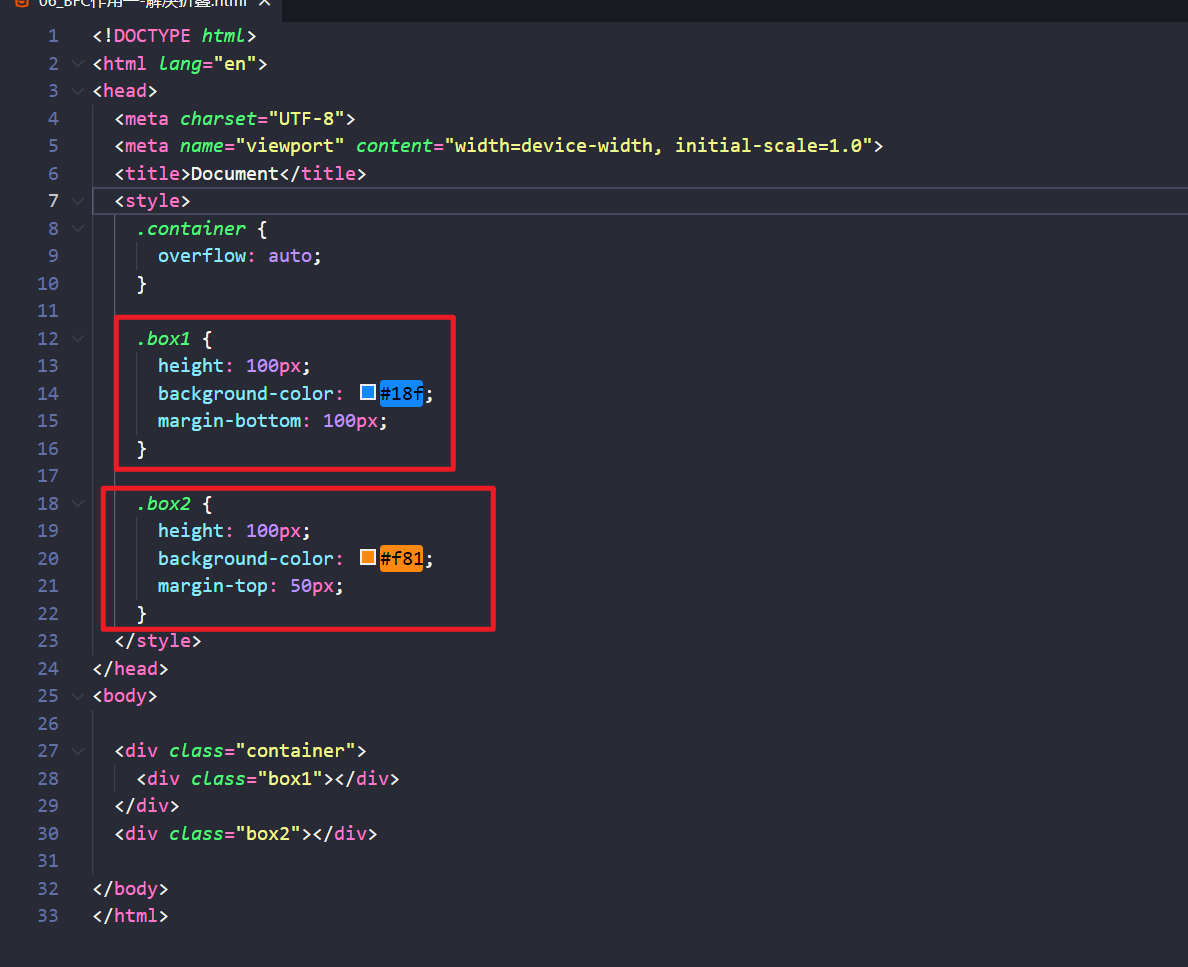 06_BFC作用一-解决折叠.html ×
1 <!DOCTYPE html>
2 <html lang="en">
3 <head>
4 <meta charset="UTF-8">
5 <meta name="viewport" content="width=device-width, initial-scale=1.0">
6 <title>Document</title>
7 <style>
8 .container {
9 overflow: auto;
10 }
11
12 .box1 {
13 height: 100px;
14 background-color: #18f;
15 margin-bottom: 100px;
16 }
17
18 .box2 {
19 height: 100px;
20 background-color: #f81;
21 margin-top: 50px;
22 }
23 </style>
24 </head>
25 <body>
26
27 <div class="container">
28 <div class="box1"></div>
29 </div>
30 <div class="box2"></div>
31
32 </body>
33 </html>